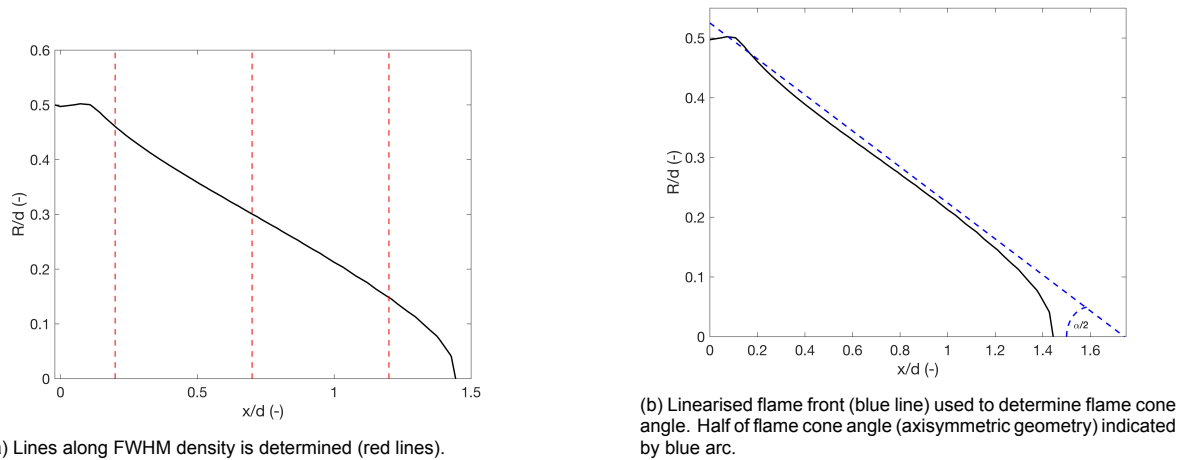 0.6
0.5
0.4
0.3
0.2
0.1
0
R/d (-)
0
0.5
1
1.5
x/d (-)
) Lines along FWHM density is determined (red lines).
0.5
0.4
0.3
0.2
0.1
0
R/d (-)
α/2
0
0.2
0.4
0.6
0.8
1
1.2
1.4
1.6
x/d (-)
(b) Linearised flame front (blue line) used to determine flame cone
angle. Half of flame cone angle (axisymmetric geometry) indicated
by blue arc.